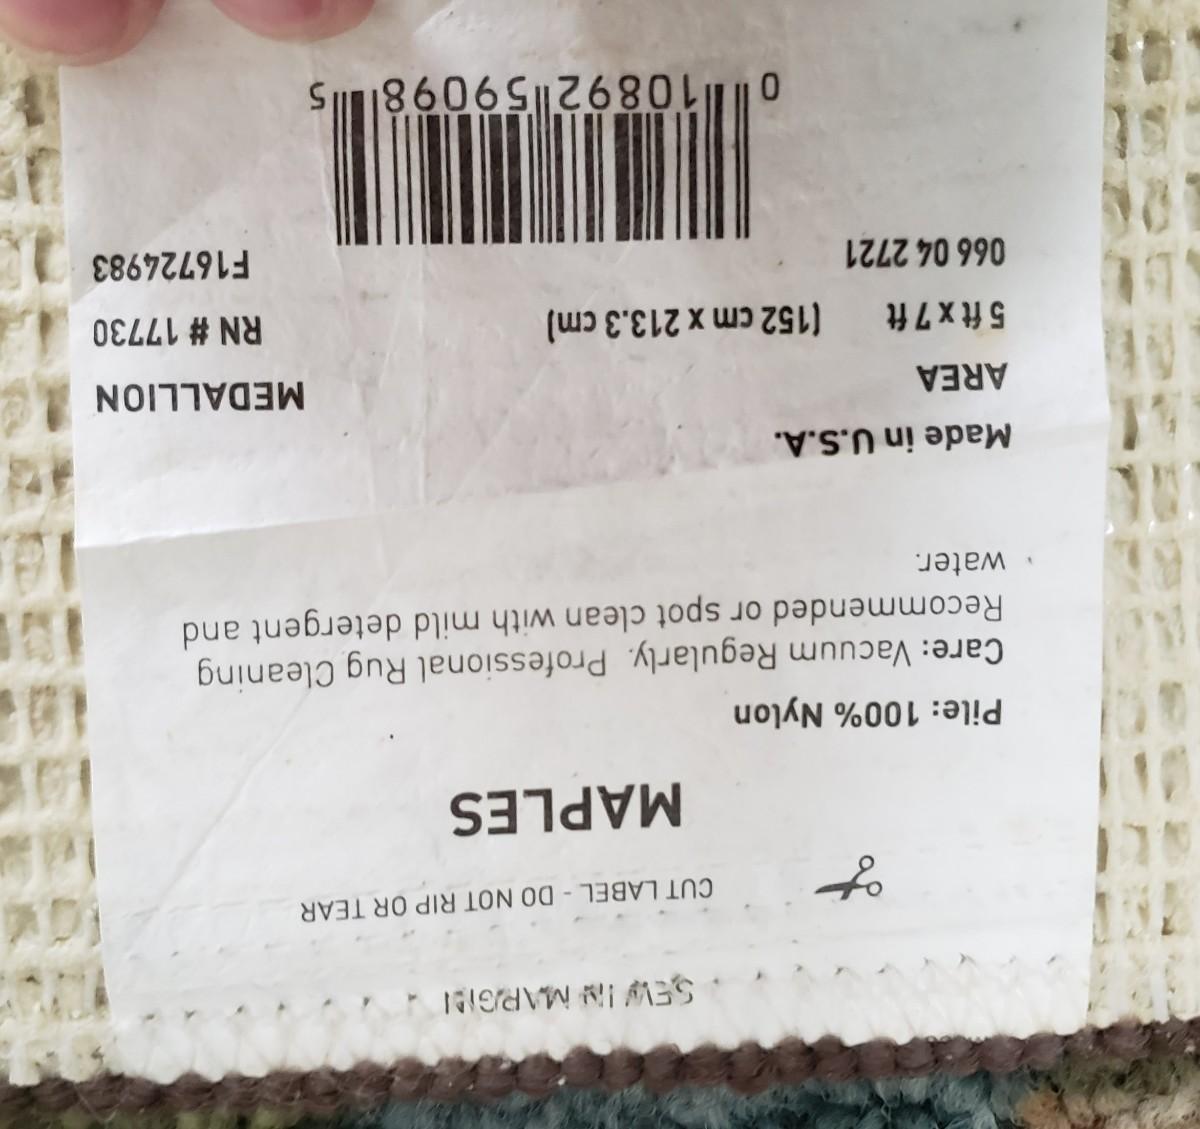 SEW IN MARGIN
CUT LABEL - DO NOT RIP OR TEAR
MAPLES
Pile: 100% Nylon
Care: Vacuum Regularly. Professional Rug Cleaning
Recommended or spot clean with mild detergent and
water.
Made in U.S.A.
AREA MEDALLION
5 ft x 7 ft (152 cm x 213.3 cm) RN # 17730
066 04 2721 F16724983
0 10892 59098 5